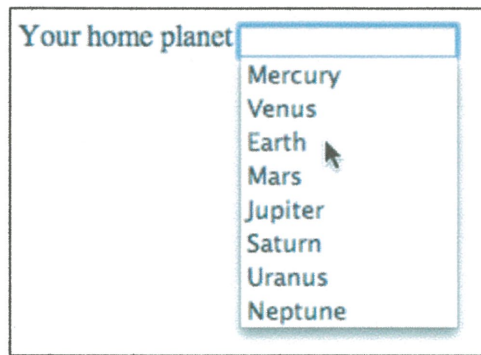 Your home planet
Mercury
Venus
Earth
Mars
Jupiter
Saturn
Uranus
Neptune